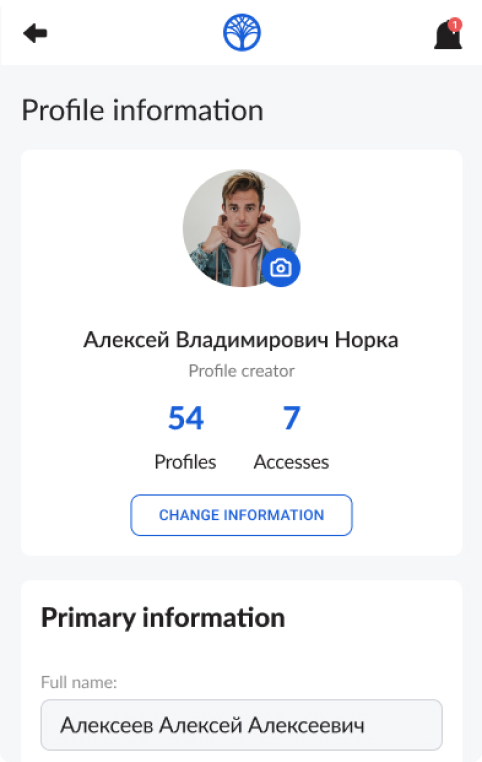 1
Profile information
Алексей Владимирович Норка
Profile creator
54 7
Profiles Accesses
CHANGE INFORMATION
Primary information
Full name:
Алексеев Алексей Алексеевич